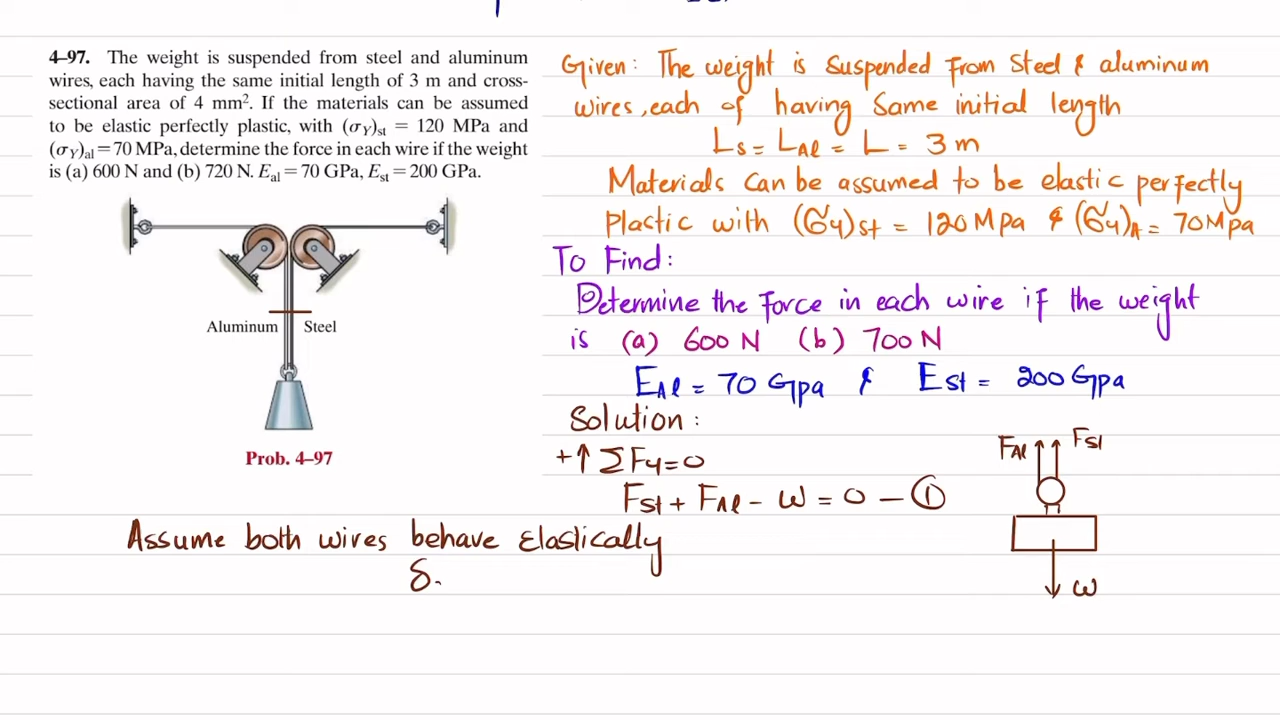 4–97. The weight is suspended from steel and aluminum
wires, each having the same initial length of 3 m and cross-
sectional area of 4 mm². If the materials can be assumed
to be elastic perfectly plastic, with (σY)st = 120 MPa and
(σY)al = 70 MPa, determine the force in each wire if the weight
is (a) 600 N and (b) 720 N. Eal = 70 GPa, Est = 200 GPa.
Aluminum
Steel
Prob. 4–97
Given: The weight is suspended from Steel & aluminum
wires, each of having Same initial length
Ls = LAl = L = 3 m
Materials Can be assumed to be elastic perfectly
Plastic with (σy)st = 120 MPa & (σy)A = 70 Mpa
To Find:
Determine the Force in each wire if the weight
is (a) 600 N (b) 700 N
EAl = 70 Gpa & Est = 200 Gpa
Solution:
+↑ ΣFy = 0
Fst + FAl - W = 0 - ①
FAl
Fst
W
Assume both wires behave Elastically
δ.